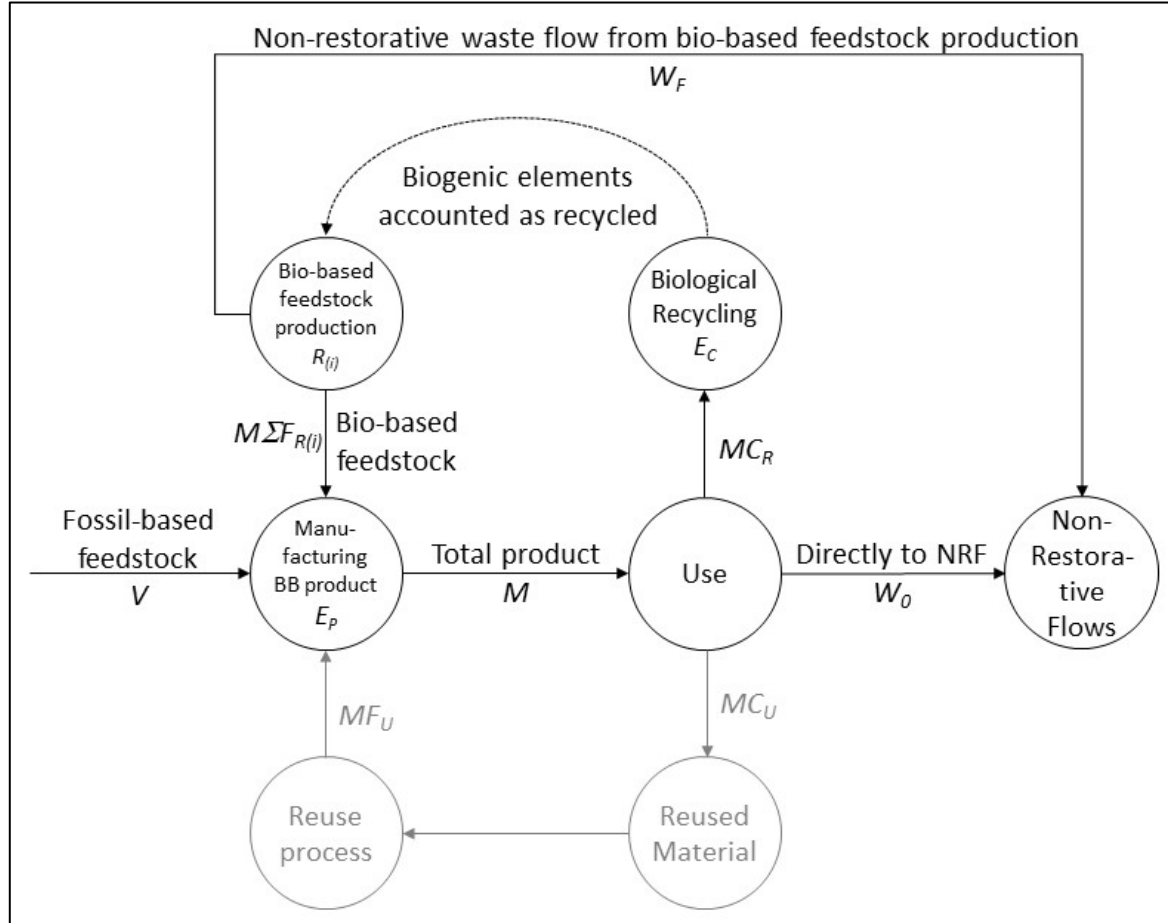 Non-restorative waste flow from bio-based feedstock production
W_F
Biogenic elements
accounted as recycled
Bio-based
feedstock
production
R_(i)
Biological
Recycling
E_C
MΣF_R(i)
Bio-based
feedstock
MC_R
Fossil-based
feedstock
V
Manu-
facturing
BB product
E_P
Total product
M
Use
Directly to NRF
W_0
Non-
Restora-
tive
Flows
MF_U
MC_U
Reuse
process
Reused
Material